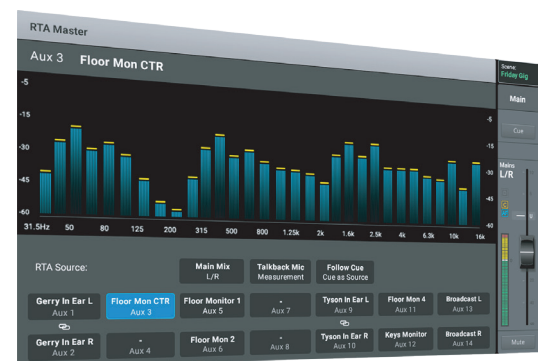 RTA Master
Aux 3 Floor Mon CTR
-5
-15
-30
-45
-60
-5
-15
-30
-45
-60
31.5Hz 50 80 125 200 315 500 800 1.25k 2k 1.6k 2.5k 4k 6.3k 10k 16k
RTA Source:
Main Mix
L/R
Talkback Mic
Measurement
Follow Cue
Cue as Source
Gerry In Ear L
Aux 1
Floor Mon CTR
Aux 3
Floor Monitor 1
Aux 5
-
Aux 7
Tyson In Ear L
Aux 9
Floor Mon 4
Aux 11
Broadcast L
Aux 13
Gerry In Ear R
Aux 2
-
Aux 4
Floor Mon 2
Aux 6
-
Aux 8
Tyson In Ear R
Aux 10
Keys Monitor
Aux 12
Broadcast R
Aux 14
Scene:
Friday Gig
Main
Cue
Mains
L/R
Mute